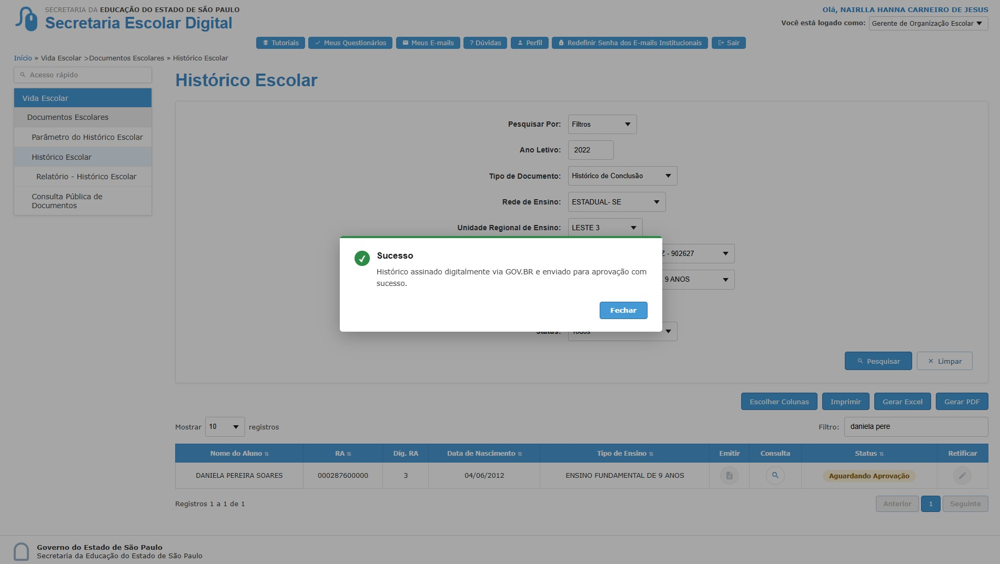 SECRETARIA DA EDUCAÇÃO DO ESTADO DE SÃO PAULO
Secretaria Escolar Digital
Olá, NAIRLLA HANNA CARNEIRO DE JESUS
Você está logado como: Gerente de Organização Escolar
Tutoriais Meus Questionários Meus E-mails ? Dúvidas Perfil Redefinir Senha dos E-mails Institucionais Sair
Início » Vida Escolar >Documentos Escolares » Histórico Escolar
Acesso rápido
Vida Escolar
Documentos Escolares
Parâmetro do Histórico Escolar
Histórico Escolar
Relatório - Histórico Escolar
Consulta Pública de
Documentos
Histórico Escolar
Pesquisar Por: Filtros
Ano Letivo: 2022
Tipo de Documento: Histórico de Conclusão
Rede de Ensino: ESTADUAL- SE
Unidade Regional de Ensino: LESTE 3
Z - 902627
9 ANOS
Sucesso
Histórico assinado digitalmente via GOV.BR e enviado para aprovação com
sucesso.
Fechar
Status: Todos
Pesquisar Limpar
Escolher Colunas Imprimir Gerar Excel Gerar PDF
Mostrar 10 registros
Filtro: daniela pere
Nome do Aluno RA Díg. RA Data de Nascimento Tipo de Ensino Emitir Consulta Status Retificar
DANIELA PEREIRA SOARES 000287600000 3 04/06/2012 ENSINO FUNDAMENTAL DE 9 ANOS Aguardando Aprovação
Registros 1 a 1 de 1
Anterior 1 Seguinte
Governo do Estado de São Paulo
Secretaria da Educação do Estado de São Paulo